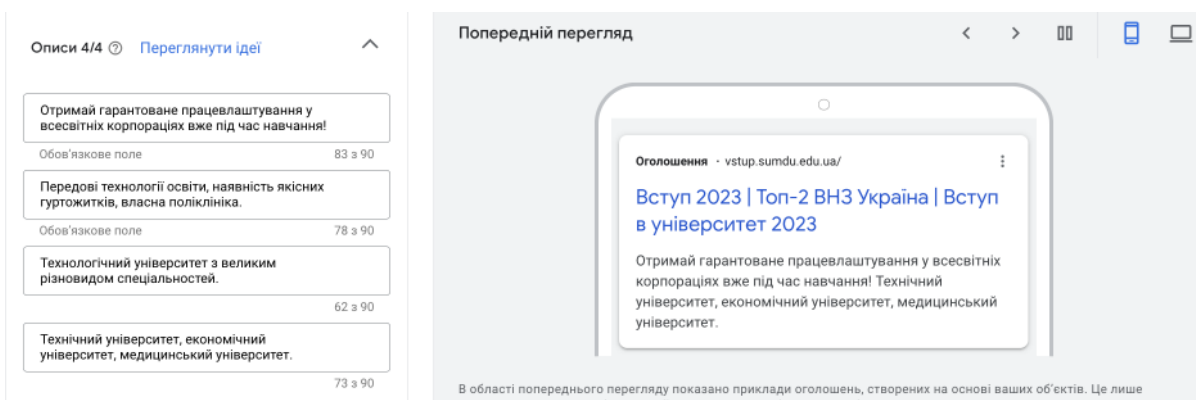 Описи 4/4 Переглянути ідеї
Отримай гарантоване працевлаштування у
всесвітніх корпораціях вже під час навчання!
Обов'язкове поле 83 з 90
Передові технології освіти, наявність якісних
гуртожитків, власна поліклініка.
Обов'язкове поле 78 з 90
Технологічний університет з великим
різновидом спеціальностей.
62 з 90
Технічний університет, економічний
університет, медицинський університет.
73 з 90
Попередній перегляд
Оголошення · vstup.sumdu.edu.ua/
Вступ 2023 | Топ-2 ВНЗ Україна | Вступ
в університет 2023
Отримай гарантоване працевлаштування у всесвітніх
корпораціях вже під час навчання! Технічний
університет, економічний університет, медицинський
університет.
В області попереднього перегляду показано приклади оголошень, створених на основі ваших об'єктів. Це лише